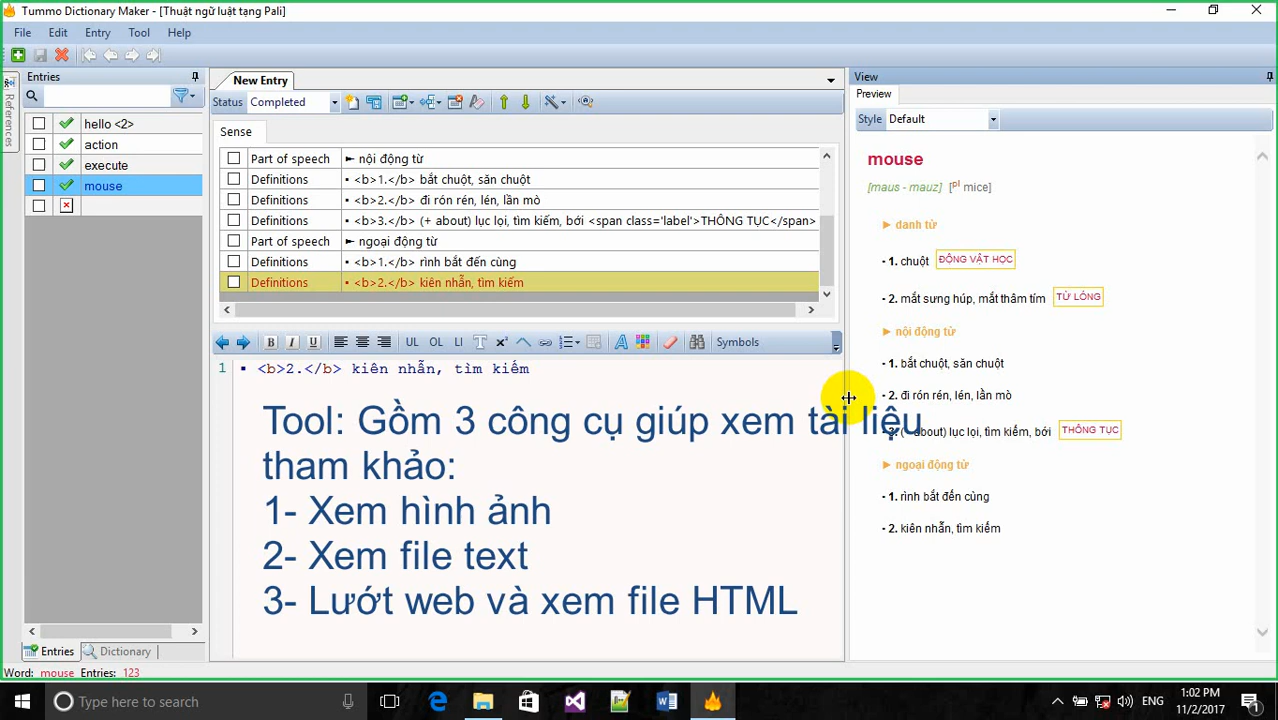 Tummo Dictionary Maker - [Thuật ngữ luật tạng Pali]
File Edit Entry Tool Help
References
Entries
hello <2>
action
execute
mouse
Entries Dictionary
New Entry
Status Completed
Sense
Part of speech ► nội động từ
Definitions ▪ <b>1.</b> bắt chuột, săn chuột
Definitions ▪ <b>2.</b> đi rón rén, lén, lần mò
Definitions ▪ <b>3.</b> (+ about) lục lọi, tìm kiếm, bới <span class='label'>THÔNG TỤC</span>
Part of speech ► ngoại động từ
Definitions ▪ <b>1.</b> rình bắt đến cùng
Definitions ▪ <b>2.</b> kiên nhẫn, tìm kiếm
B I U UL OL LI T x² A Symbols
1 ▪ <b>2.</b> kiên nhẫn, tìm kiếm
Tool: Gồm 3 công cụ giúp xem tài liệu
tham khảo:
1- Xem hình ảnh
2- Xem file text
3- Lướt web và xem file HTML
View
Preview
Style Default
mouse
[maus - mauz] [pl mice]
► danh từ
- 1. chuột ĐỘNG VẬT HỌC
- 2. mắt sưng húp, mắt thâm tím TỪ LÓNG
► nội động từ
- 1. bắt chuột, săn chuột
- 2. đi rón rén, lén, lần mò
- 3. (+ about) lục lọi, tìm kiếm, bới THÔNG TỤC
► ngoại động từ
- 1. rình bắt đến cùng
- 2. kiên nhẫn, tìm kiếm
Word: mouse Entries: 123
Type here to search
ENG
1:02 PM
11/2/2017
1